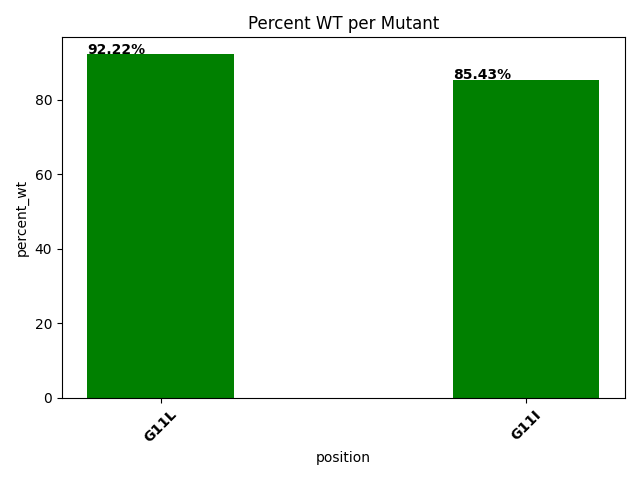 Percent WT per Mutant
92.22%
85.43%
80
60
40
20
0
percent_wt
G11L
G11I
position